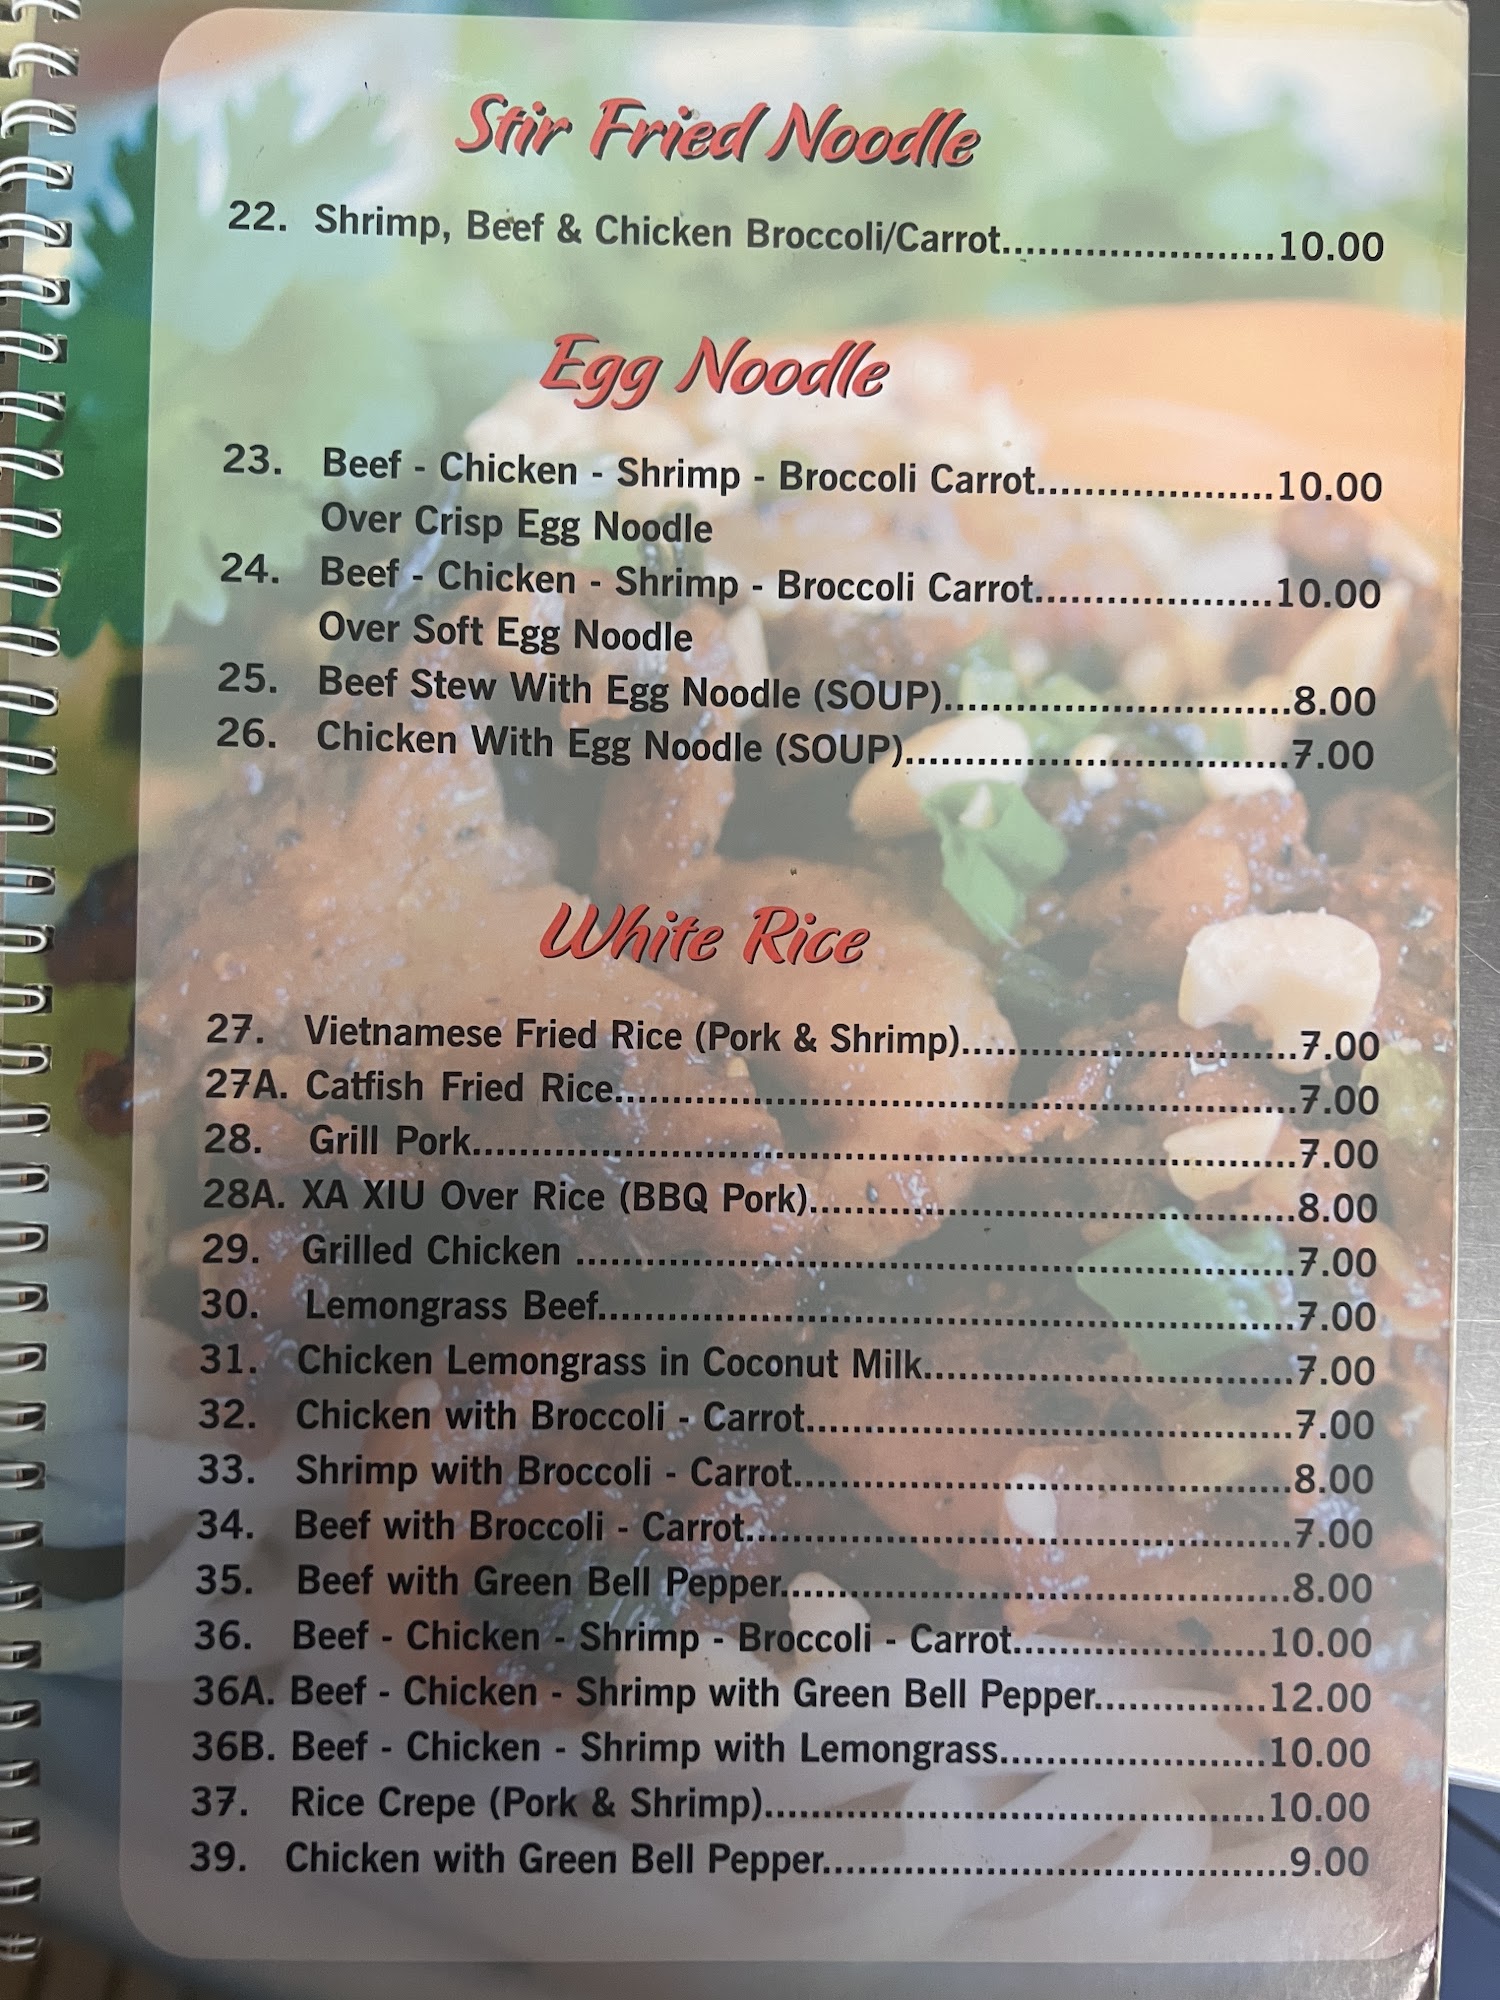 Stir Fried Noodle
22. Shrimp, Beef & Chicken Broccoli/Carrot.......................10.00
Egg Noodle
23. Beef - Chicken - Shrimp - Broccoli Carrot....................10.00
Over Crisp Egg Noodle
24. Beef - Chicken - Shrimp - Broccoli Carrot....................10.00
Over Soft Egg Noodle
25. Beef Stew With Egg Noodle (SOUP).............................8.00
26. Chicken With Egg Noodle (SOUP)................................7.00
White Rice
27. Vietnamese Fried Rice (Pork & Shrimp)............................7.00
27A. Catfish Fried Rice.........................................................7.00
28. Grill Pork.....................................................................7.00
28A. XA XIU Over Rice (BBQ Pork).........................................8.00
29. Grilled Chicken ............................................................7.00
30. Lemongrass Beef..........................................................7.00
31. Chicken Lemongrass in Coconut Milk...............................7.00
32. Chicken with Broccoli - Carrot.........................................7.00
33. Shrimp with Broccoli - Carrot..........................................8.00
34. Beef with Broccoli - Carrot..............................................7.00
35. Beef with Green Bell Pepper...........................................8.00
36. Beef - Chicken - Shrimp - Broccoli - Carrot.....................10.00
36A. Beef - Chicken - Shrimp with Green Bell Pepper..............12.00
36B. Beef - Chicken - Shrimp with Lemongrass......................10.00
37. Rice Crepe (Pork & Shrimp)..........................................10.00
39. Chicken with Green Bell Pepper.......................................9.00